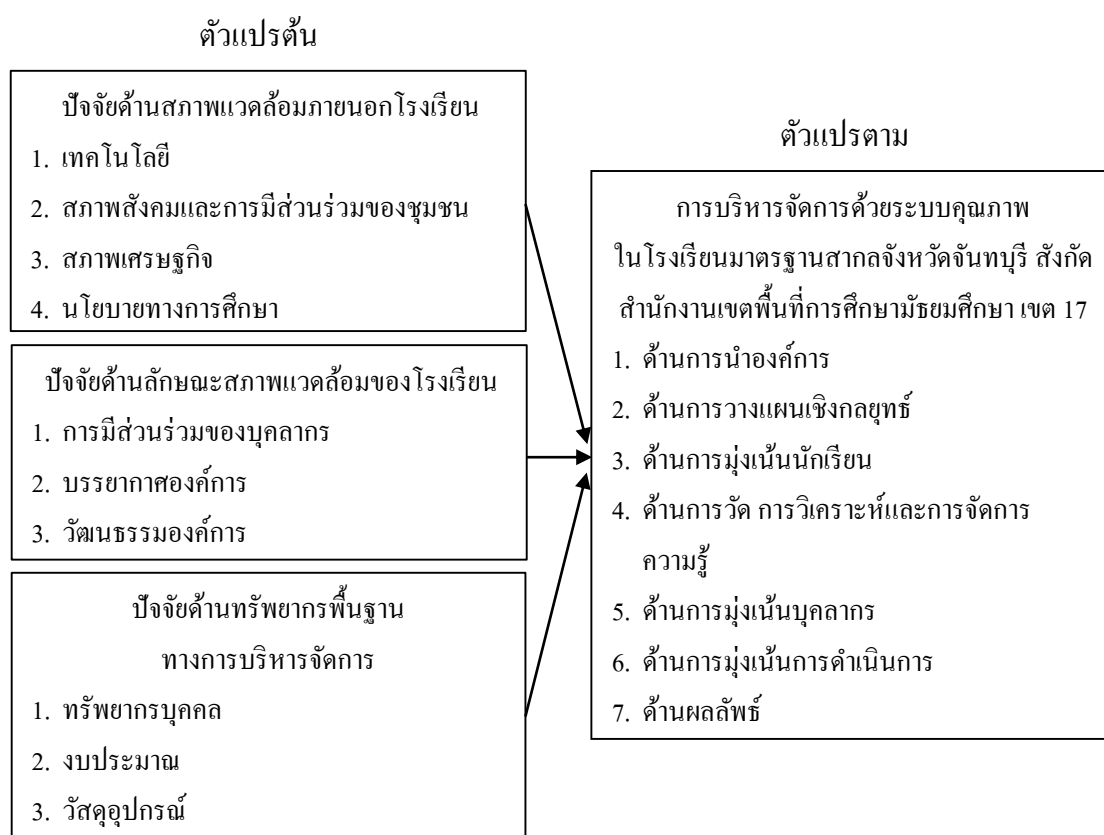 ตัวแปรต้น
ปัจจัยด้านสภาพแวดล้อมภายนอกโรงเรียน
1. เทคโนโลยี
2. สภาพสังคมและการมีส่วนร่วมของชุมชน
3. สภาพเศรษฐกิจ
4. นโยบายทางการศึกษา
ปัจจัยด้านลักษณะสภาพแวดล้อมของโรงเรียน
1. การมีส่วนร่วมของบุคลากร
2. บรรยากาศองค์การ
3. วัฒนธรรมองค์การ
ปัจจัยด้านทรัพยากรพื้นฐาน
ทางการบริหารจัดการ
1. ทรัพยากรบุคคล
2. งบประมาณ
3. วัสดุอุปกรณ์
ตัวแปรตาม
การบริหารจัดการด้วยระบบคุณภาพ
ในโรงเรียนมาตรฐานสากลจังหวัดจันทบุรี สังกัด
สำนักงานเขตพื้นที่การศึกษามัธยมศึกษา เขต 17
1. ด้านการนำองค์การ
2. ด้านการวางแผนเชิงกลยุทธ์
3. ด้านการมุ่งเน้นนักเรียน
4. ด้านการวัด การวิเคราะห์และการจัดการ
ความรู้
5. ด้านการมุ่งเน้นบุคลากร
6. ด้านการมุ่งเน้นการดำเนินการ
7. ด้านผลลัพธ์